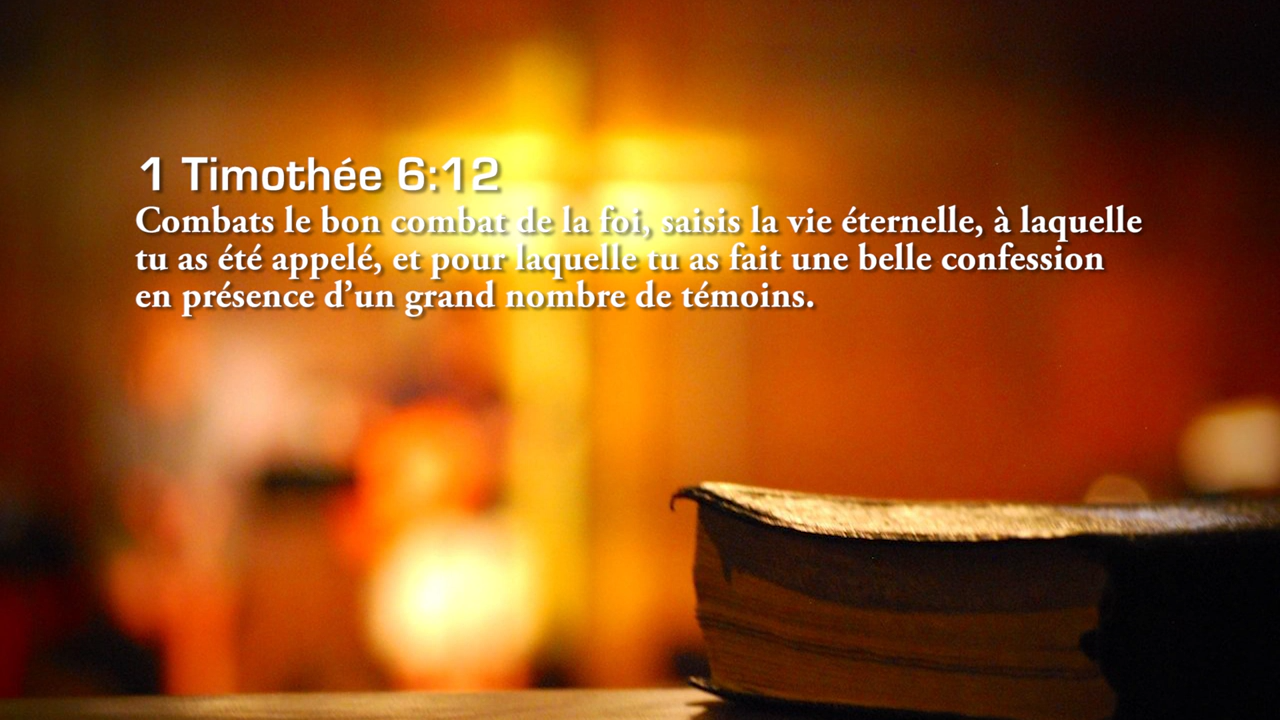 1 Timothée 6:12
Combats le bon combat de la foi, saisis la vie éternelle, à laquelle
tu as été appelé, et pour laquelle tu as fait une belle confession
en présence d’un grand nombre de témoins.